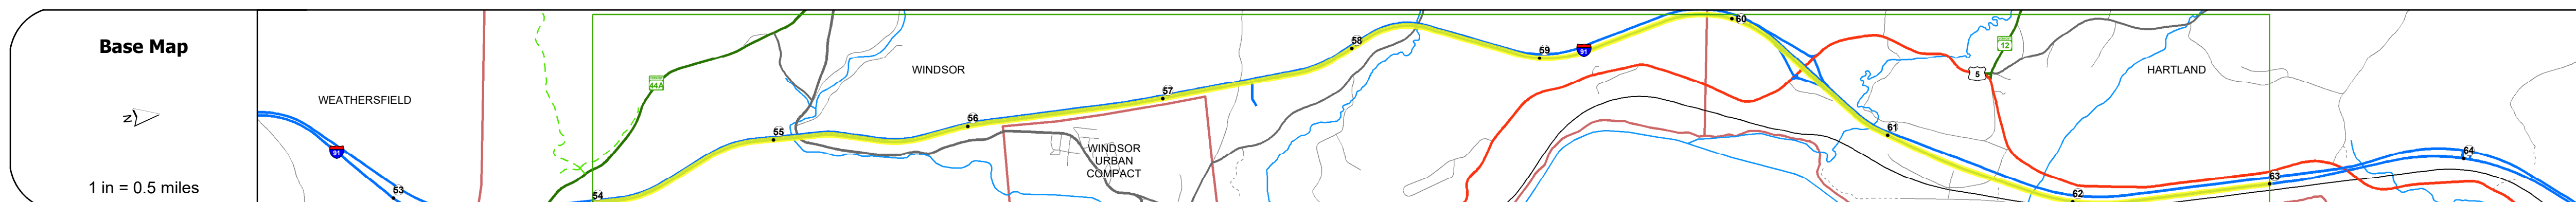 Base Map
N
1 in = 0.5 miles
WEATHERSFIELD
91
53
54
44A
55
WINDSOR
56
WINDSOR
URBAN
COMPACT
57
58
59
91
60
61
5
12
HARTLAND
62
63
64